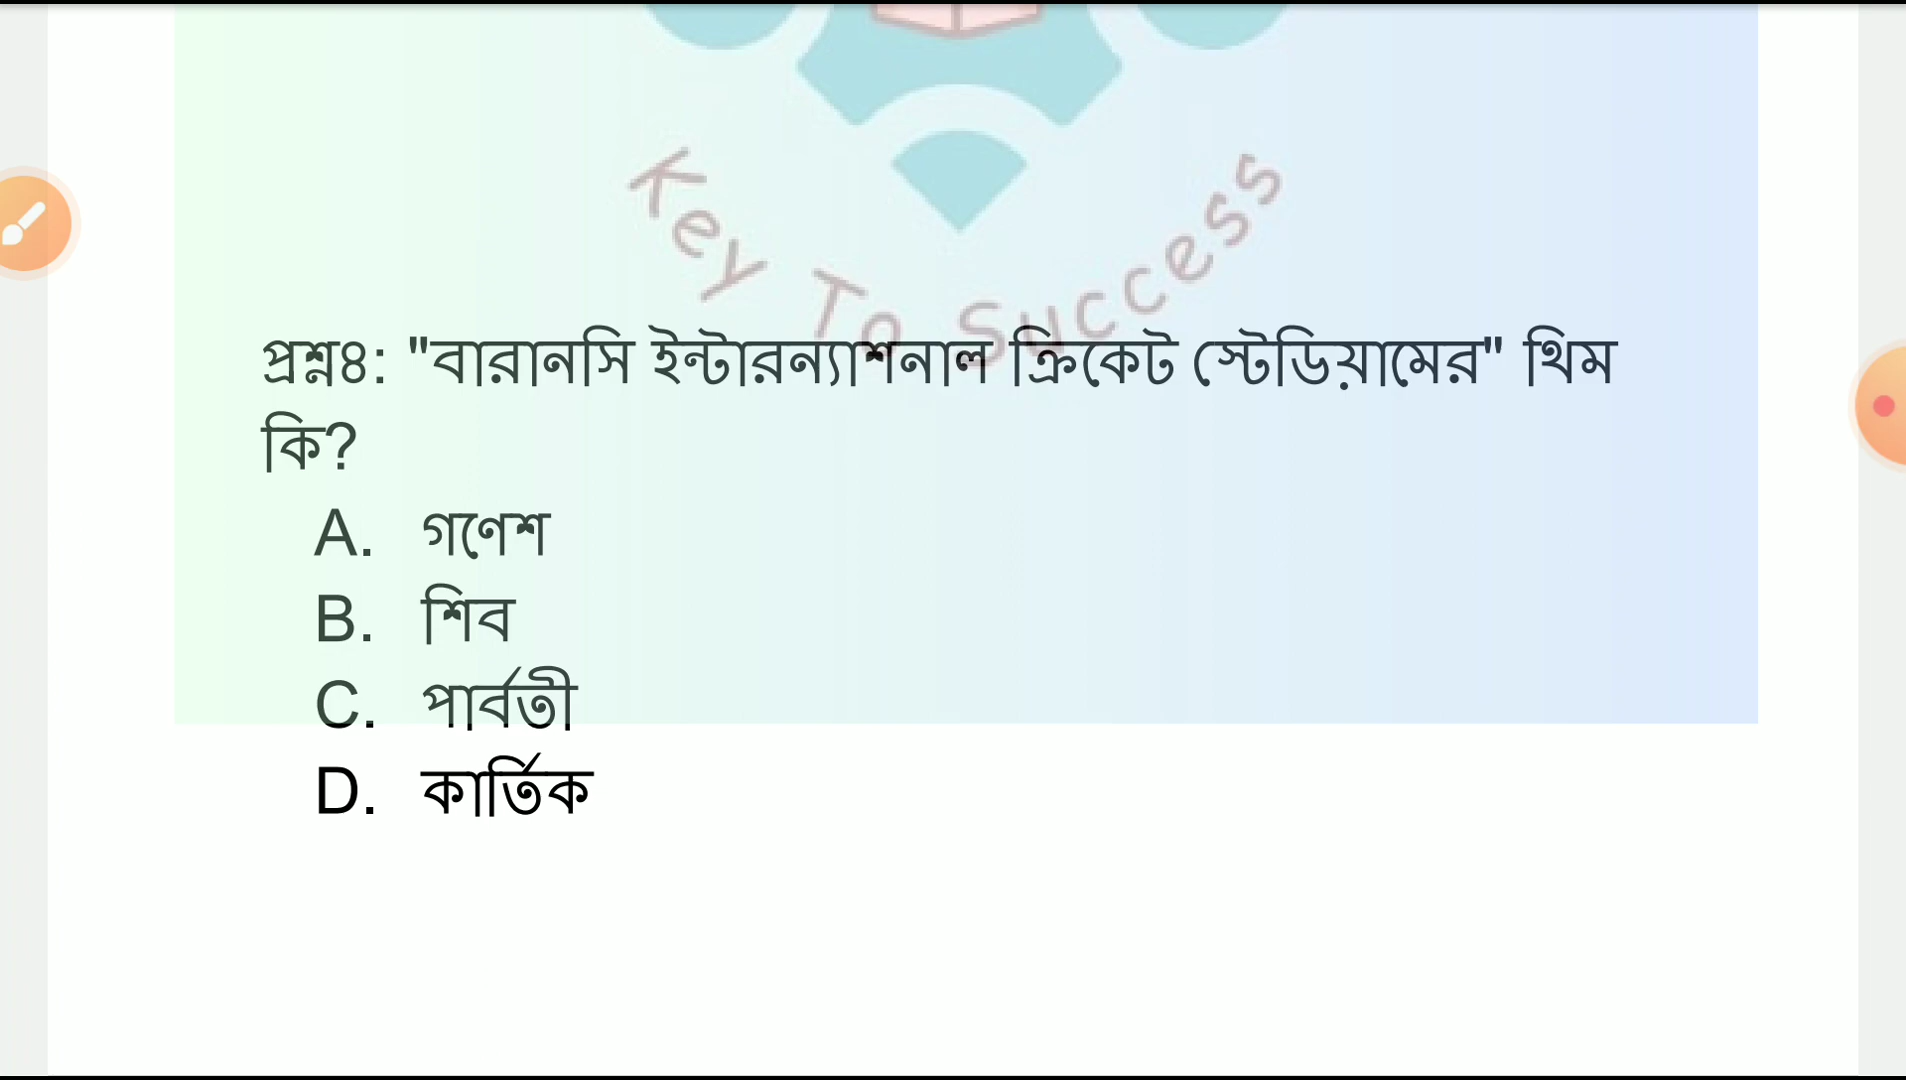 Key To Success
প্রশ্ন৪: "বারানসি ইন্টারন্যাশনাল ক্রিকেট স্টেডিয়ামের" থিম
কি?
A. গণেশ
B. শিব
C. পার্বতী
D. কার্তিক